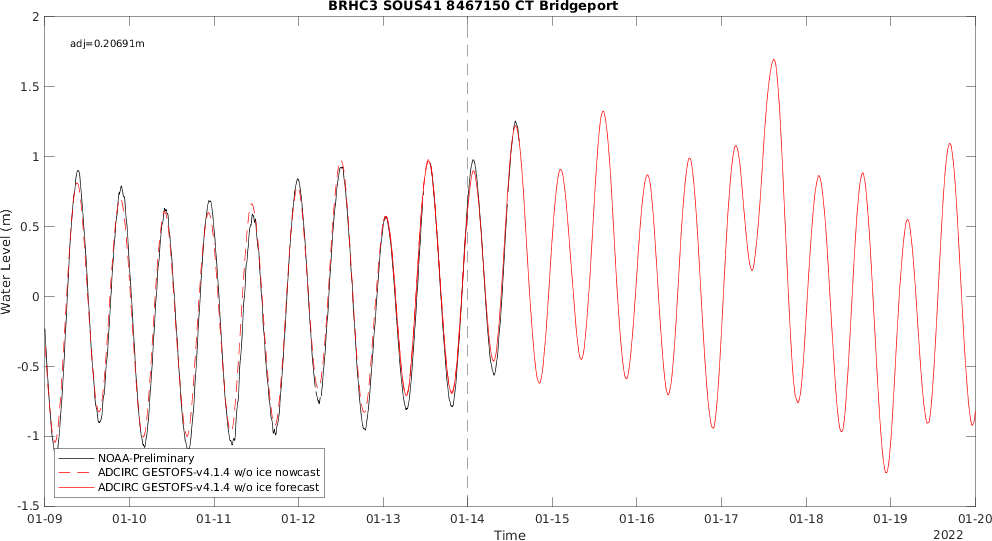 BRHC3 SOUS41 8467150 CT Bridgeport
2
adj=0.20691m
1.5
1
0.5
0
-0.5
-1
-1.5
Water Level (m)
NOAA-Preliminary
ADCIRC GESTOFS-v4.1.4 w/o ice nowcast
ADCIRC GESTOFS-v4.1.4 w/o ice forecast
01-09 01-10 01-11 01-12 01-13 01-14 01-15 01-16 01-17 01-18 01-19 01-20
Time
2022